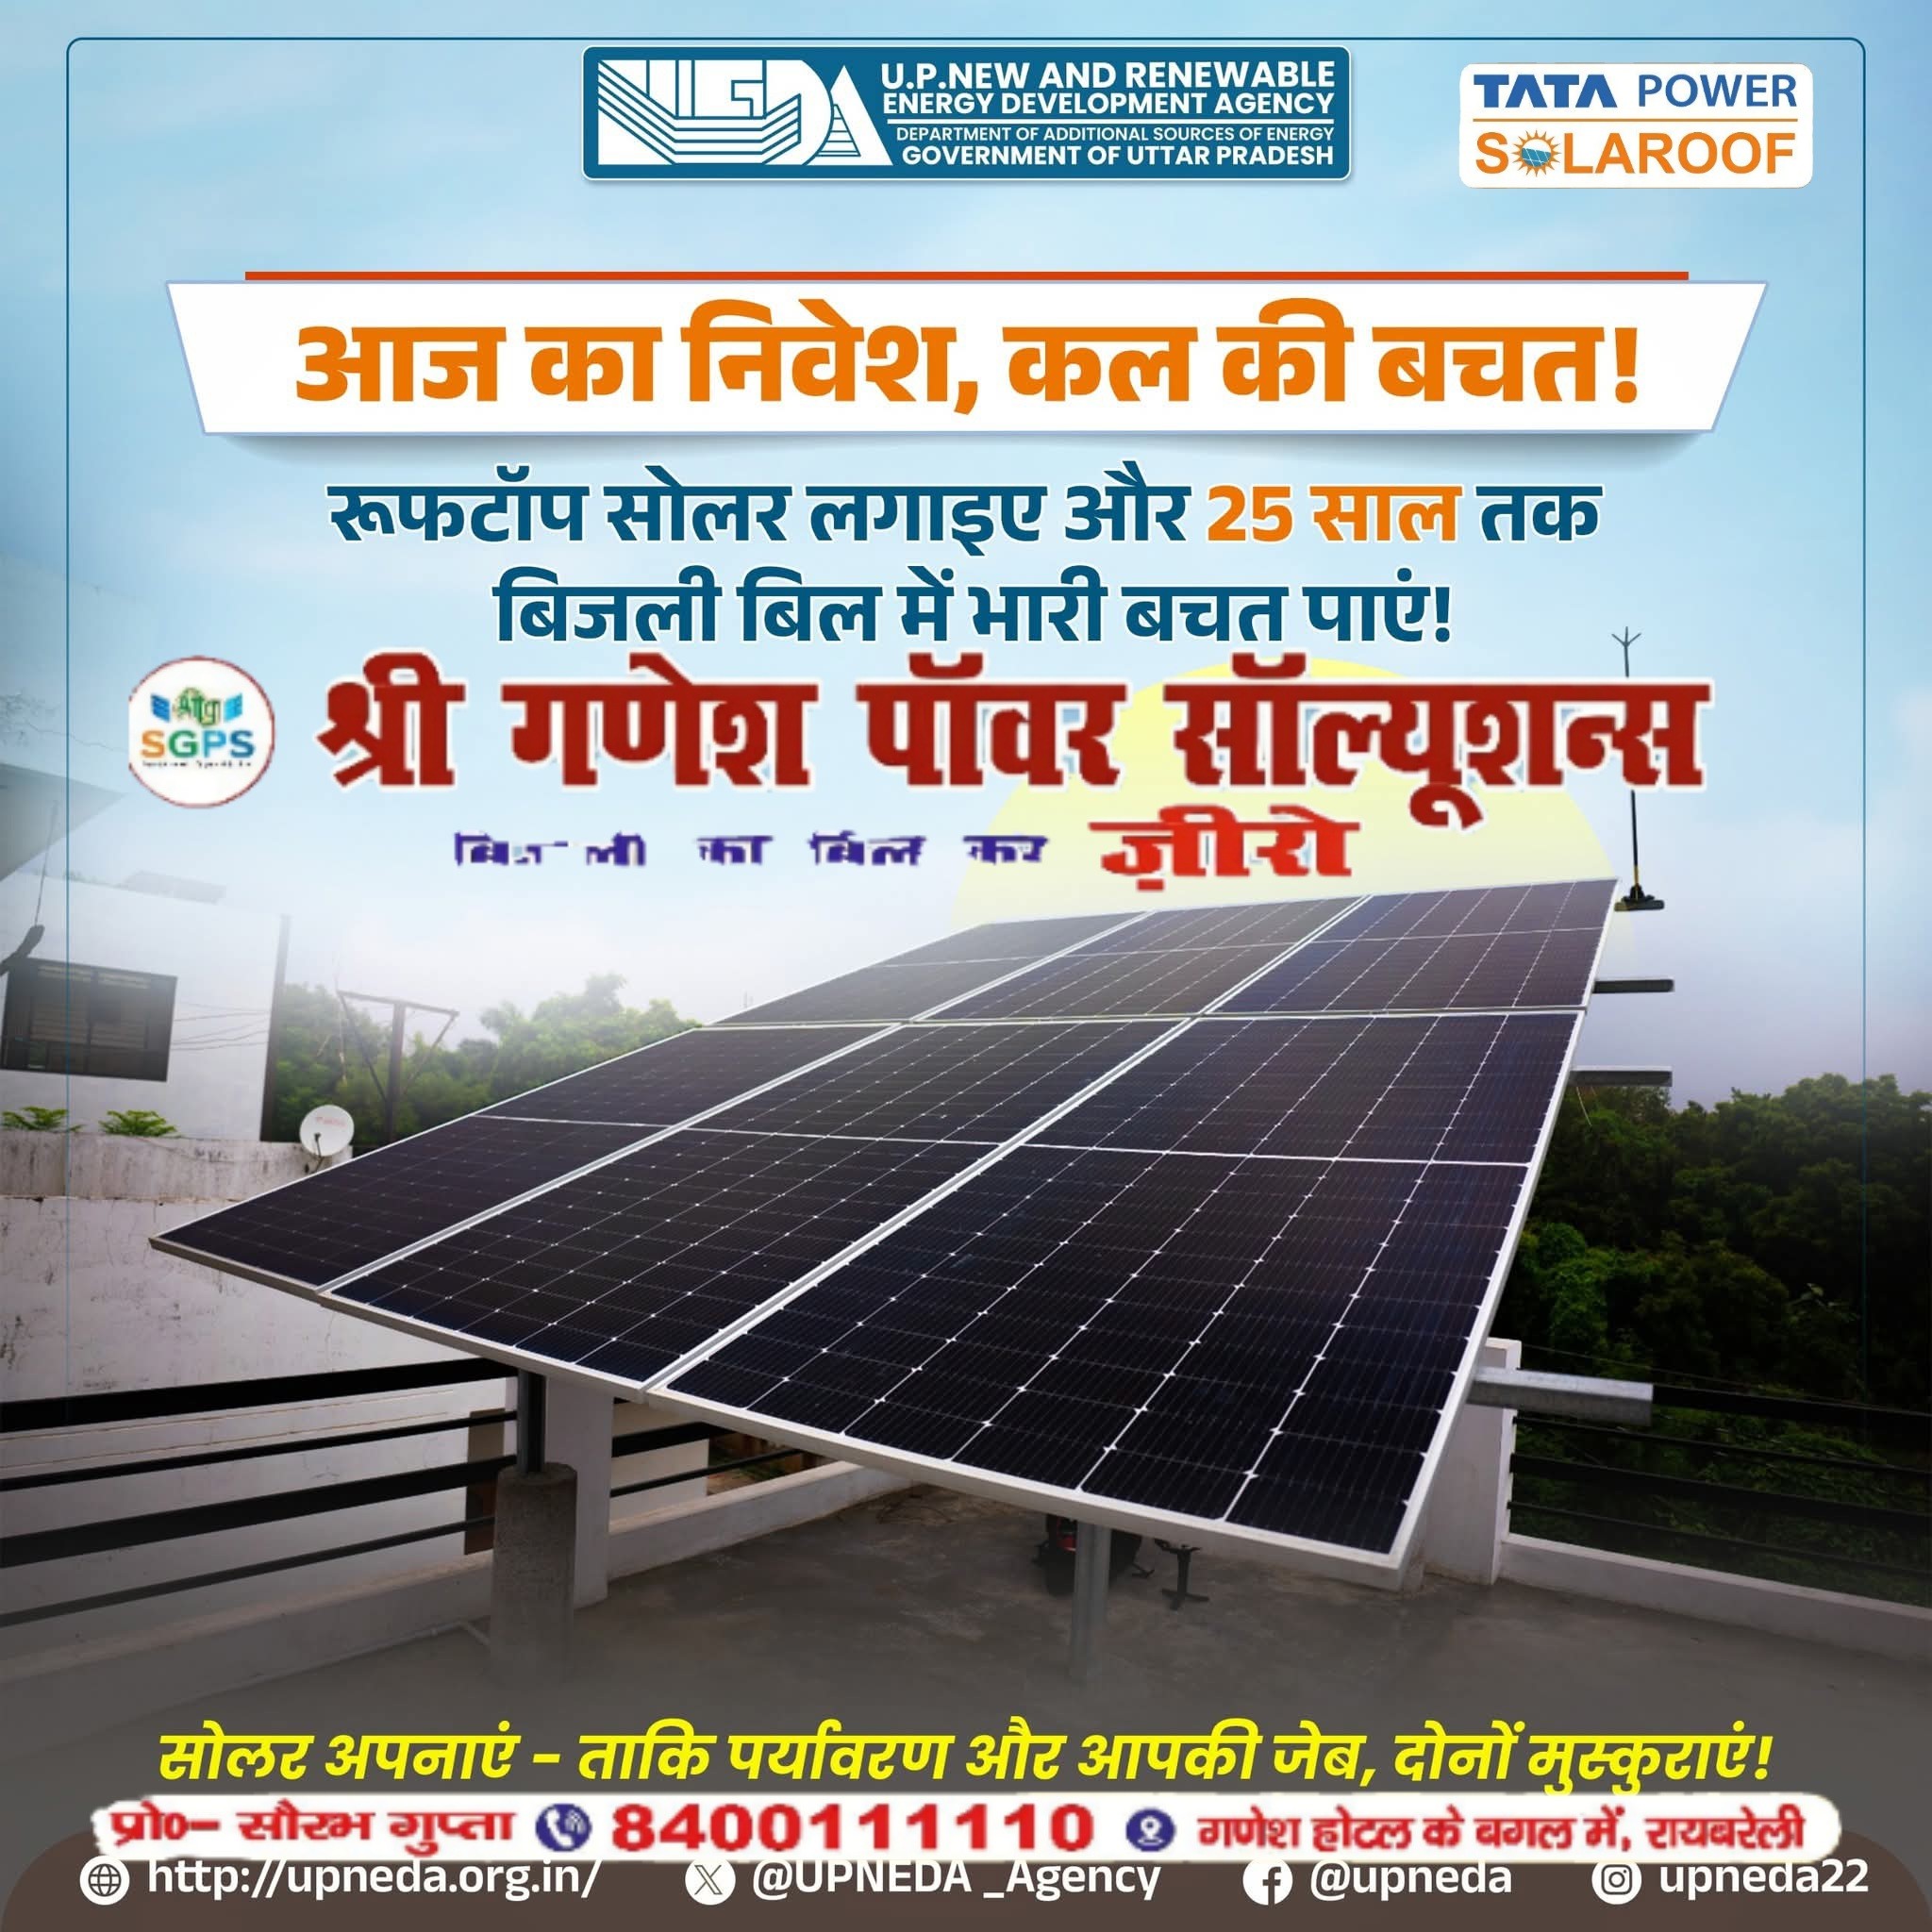 NEDA
U.P.NEW AND RENEWABLE
ENERGY DEVELOPMENT AGENCY
DEPARTMENT OF ADDITIONAL SOURCES OF ENERGY
GOVERNMENT OF UTTAR PRADESH
TATA POWER
SOLAROOF
आज का निवेश, कल की बचत!
रूफटॉप सोलर लगाइए और 25 साल तक
बिजली बिल में भारी बचत पाएं!
SGPS
श्री गणेश पॉवर सॉल्यूशन्स
का बिल कर ज़ीरो
सोलर अपनाएं - ताकि पर्यावरण और आपकी जेब, दोनों मुस्कुराएं!
प्रो०- सौरभ गुप्ता 8400111110 गणेश होटल के बगल में, रायबरेली
http://upneda.org.in/ @UPNEDA _Agency @upneda upneda22